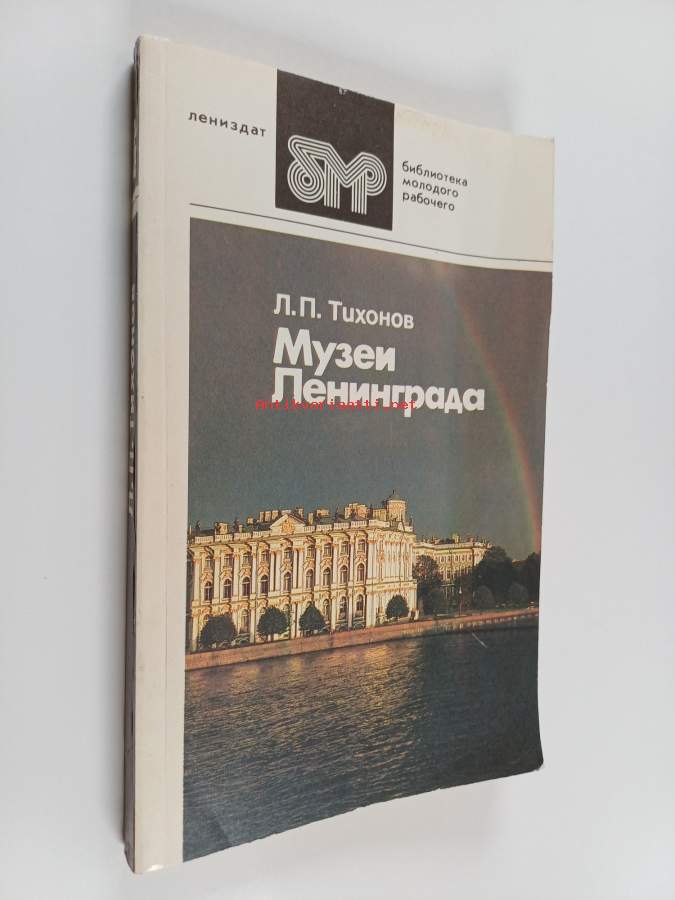 лениздат
бмр
библиотека
молодого
рабочего
Л.П. Тихонов
Музеи
Ленинграда
Antikvariaatti.net